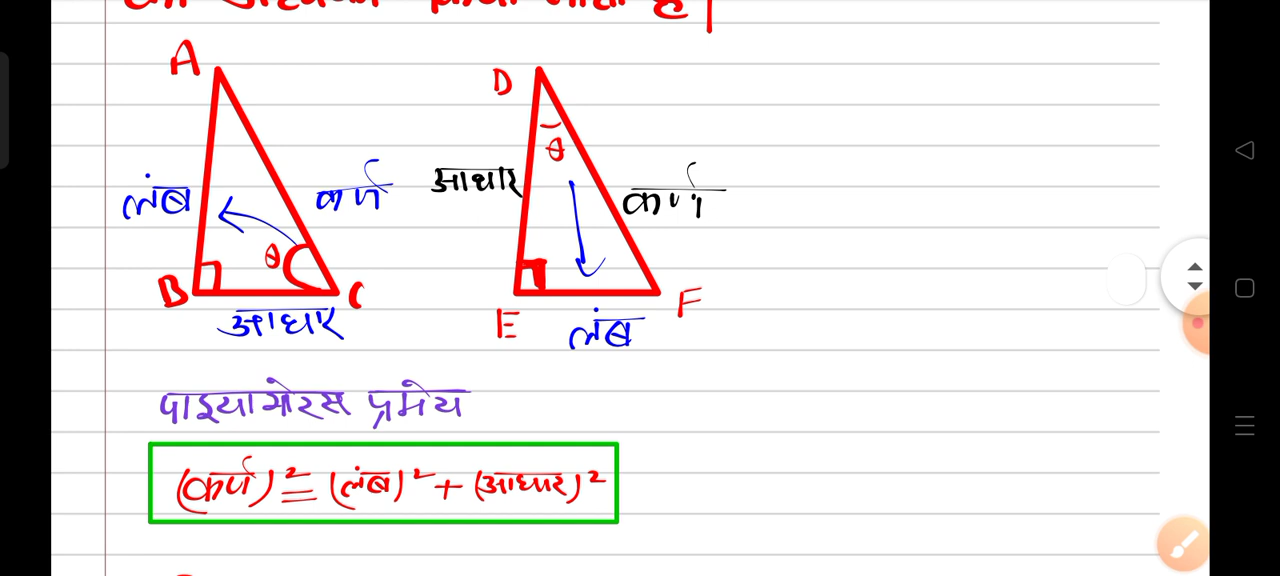 A
D
θ
आधार
लंब
कर्ण
कर्ण
θ
B
C
E
F
आधार
लंब
पाइथागोरस प्रमेय
(कर्ण)² = (लंब)² + (आधार)²